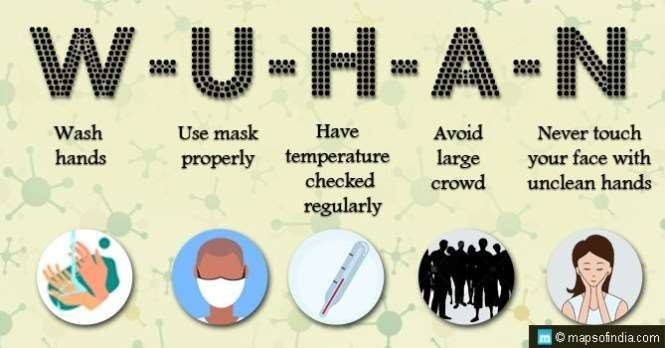 W-U-H-A-N
Wash
hands
Use mask
properly
Have
temperature
checked
regularly
Avoid
large
crowd
Never touch
your face with
unclean hands
m © mapsofindia.com